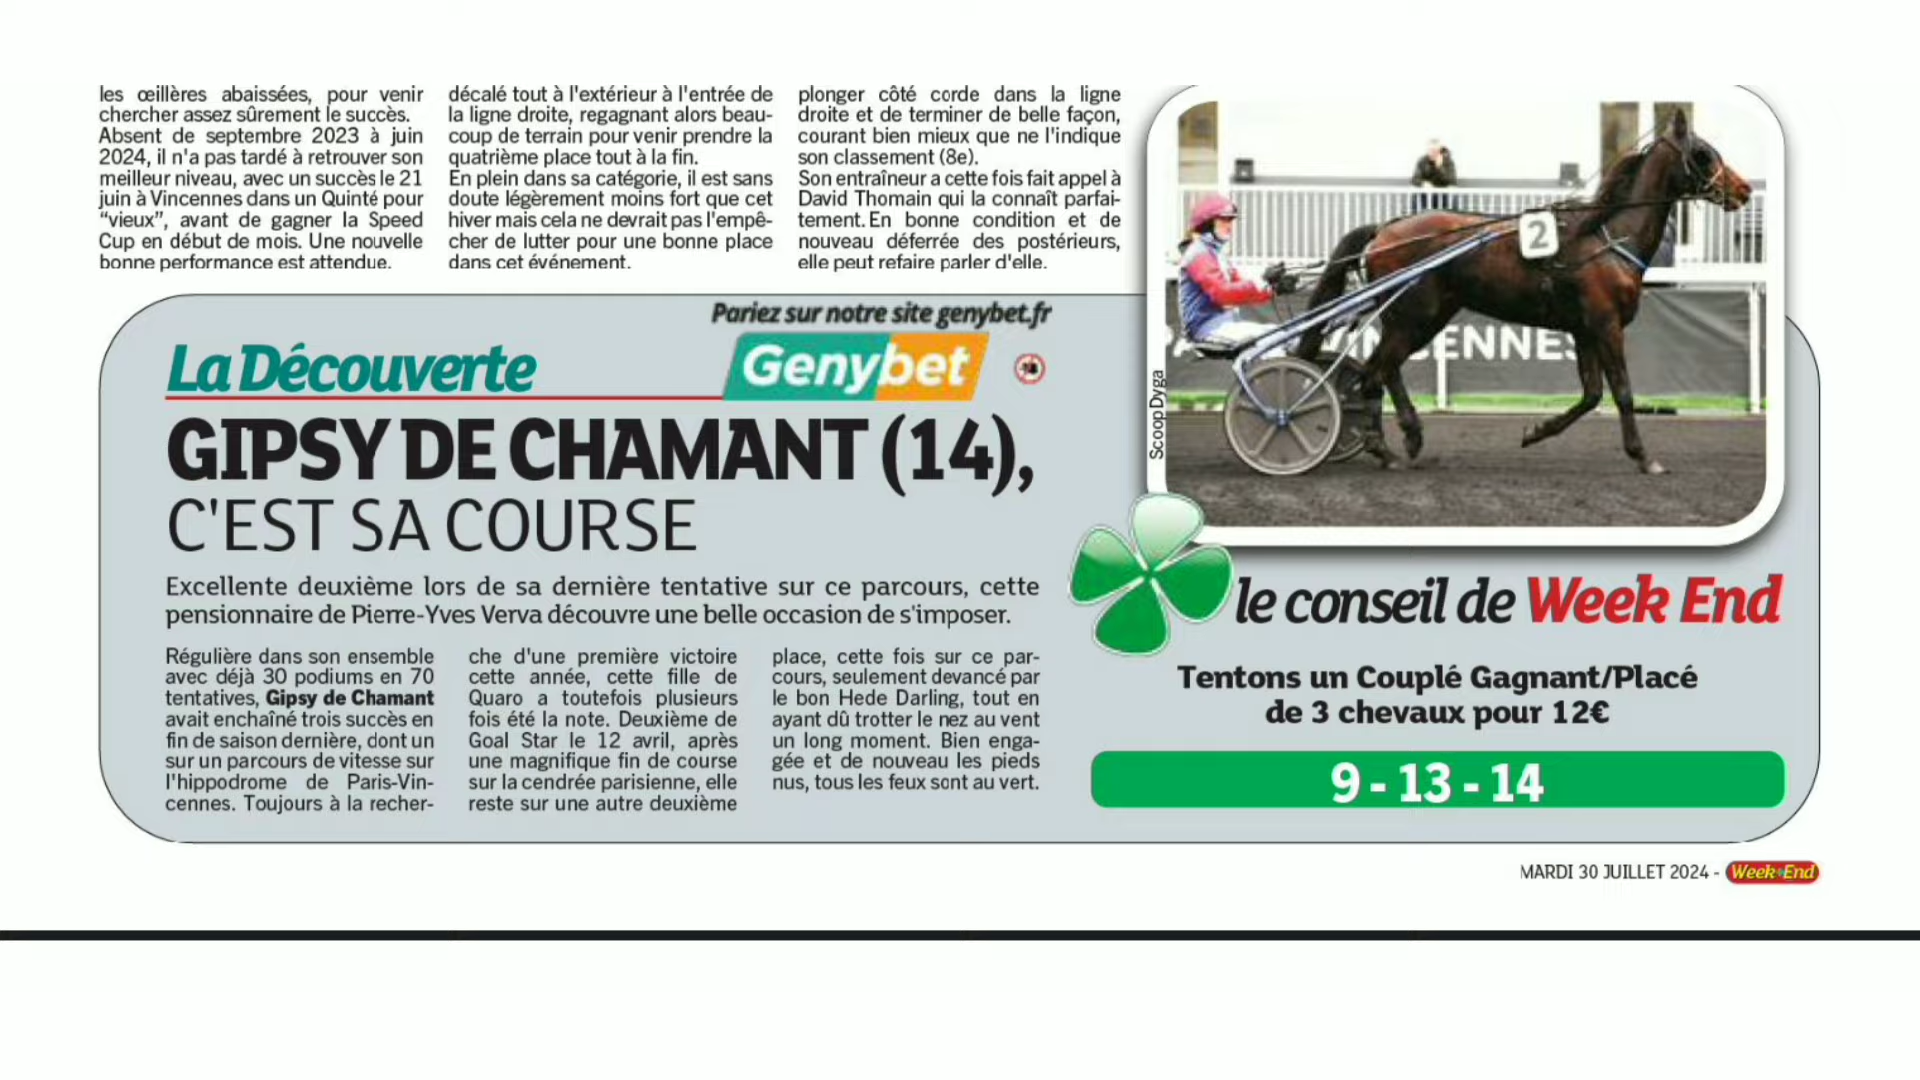 les œillères abaissées, pour venir
chercher assez sûrement le succès.
Absent de septembre 2023 à juin
2024, il n'a pas tardé à retrouver son
meilleur niveau, avec un succès le 21
juin à Vincennes dans un Quinté pour
“vieux”, avant de gagner la Speed
Cup en début de mois. Une nouvelle
bonne performance est attendue.
décalé tout à l'extérieur à l'entrée de
la ligne droite, regagnant alors beau-
coup de terrain pour venir prendre la
quatrième place tout à la fin.
En plein dans sa catégorie, il est sans
doute légèrement moins fort que cet
hiver mais cela ne devrait pas l'empê-
cher de lutter pour une bonne place
dans cet événement.
plonger côté corde dans la ligne
droite et de terminer de belle façon,
courant bien mieux que ne l'indique
son classement (8e).
Son entraîneur a cette fois fait appel à
David Thomain qui la connaît parfai-
tement. En bonne condition et de
nouveau déferrée des postérieurs,
elle peut refaire parler d'elle.
Pariez sur notre site genybet.fr
La Découverte
Genybet
GIPSY DE CHAMANT (14),
C'EST SA COURSE
Excellente deuxième lors de sa dernière tentative sur ce parcours, cette
pensionnaire de Pierre-Yves Verva découvre une belle occasion de s'imposer.
Régulière dans son ensemble
avec déjà 30 podiums en 70
tentatives, Gipsy de Chamant
avait enchaîné trois succès en
fin de saison dernière, dont un
sur un parcours de vitesse sur
l'hippodrome de Paris-Vin-
cennes. Toujours à la recher-
che d'une première victoire
cette année, cette fille de
Quaro a toutefois plusieurs
fois été la note. Deuxième de
Goal Star le 12 avril, après
une magnifique fin de course
sur la cendrée parisienne, elle
reste sur une autre deuxième
place, cette fois sur ce par-
cours, seulement devancé par
le bon Hede Darling, tout en
ayant dû trotter le nez au vent
un long moment. Bien enga-
gée et de nouveau les pieds
nus, tous les feux sont au vert.
2
VINCENNES
ScoopDyga
le conseil de Week End
Tentons un Couplé Gagnant/Placé
de 3 chevaux pour 12€
9 - 13 - 14
MARDI 30 JUILLET 2024 - Week-End